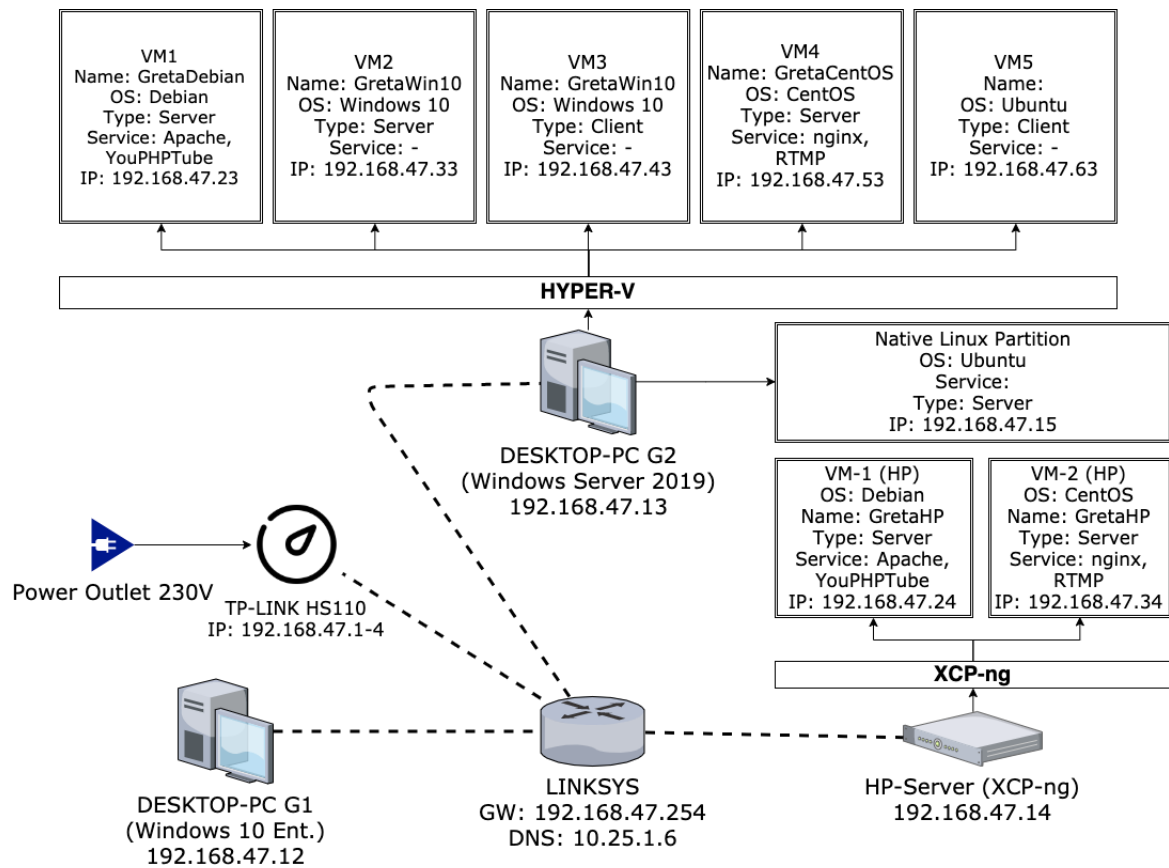 VM1
Name: GretaDebian
OS: Debian
Type: Server
Service: Apache,
YouPHPTube
IP: 192.168.47.23
VM2
Name: GretaWin10
OS: Windows 10
Type: Server
Service: -
IP: 192.168.47.33
VM3
Name: GretaWin10
OS: Windows 10
Type: Client
Service: -
IP: 192.168.47.43
VM4
Name: GretaCentOS
OS: CentOS
Type: Server
Service: nginx,
RTMP
IP: 192.168.47.53
VM5
Name:
OS: Ubuntu
Type: Client
Service: -
IP: 192.168.47.63
HYPER-V
Native Linux Partition
OS: Ubuntu
Service:
Type: Server
IP: 192.168.47.15
DESKTOP-PC G2
(Windows Server 2019)
192.168.47.13
VM-1 (HP)
OS: Debian
Name: GretaHP
Type: Server
Service: Apache,
YouPHPTube
IP: 192.168.47.24
VM-2 (HP)
OS: CentOS
Name: GretaHP
Type: Server
Service: nginx,
RTMP
IP: 192.168.47.34
Power Outlet 230V
TP-LINK HS110
IP: 192.168.47.1-4
XCP-ng
DESKTOP-PC G1
(Windows 10 Ent.)
192.168.47.12
LINKSYS
GW: 192.168.47.254
DNS: 10.25.1.6
HP-Server (XCP-ng)
192.168.47.14